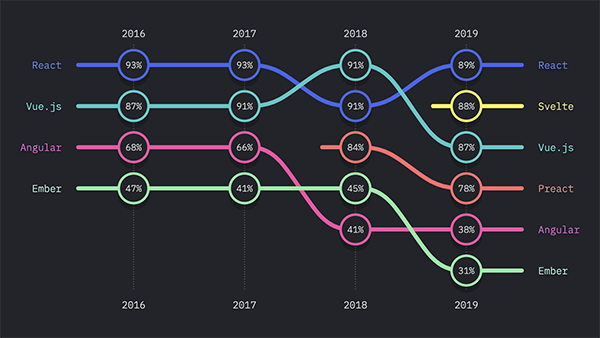 2016 2017 2018 2019
React 93% 93% 91% 89% React
Vue.js 87% 91% 91% 88% Svelte
Angular 68% 66% 84% 87% Vue.js
Ember 47% 41% 45% 78% Preact
41% 38% Angular
31% Ember
2016 2017 2018 2019